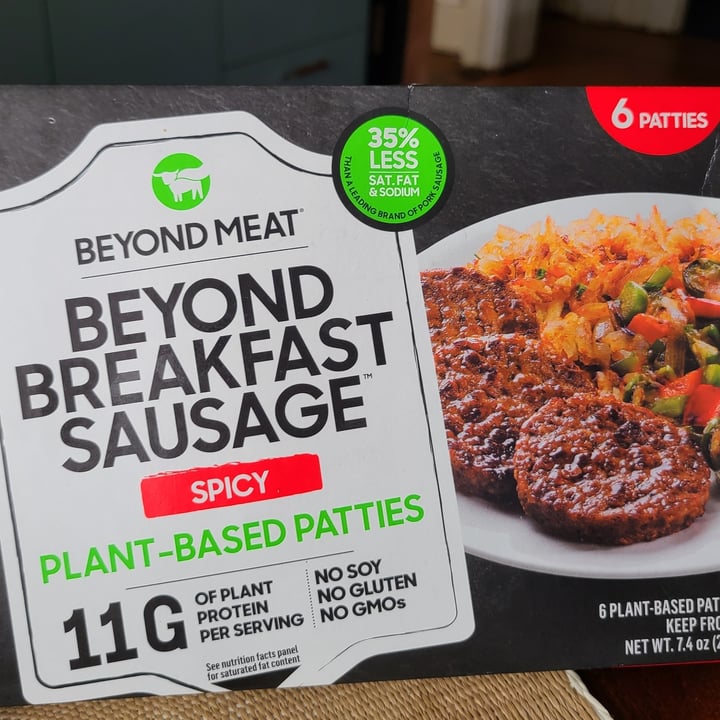 BEYOND MEAT®
BEYOND
BREAKFAST
SAUSAGE™
SPICY
PLANT-BASED PATTIES
11G
OF PLANT
PROTEIN
PER SERVING
NO SOY
NO GLUTEN
NO GMOs
See nutrition facts panel
for saturated fat content
35%
LESS
SAT. FAT
& SODIUM
THAN A LEADING BRAND OF PORK SAUSAGE
6 PATTIES
6 PLANT-BASED PAT
KEEP FRO
NET WT. 7.4 oz (2